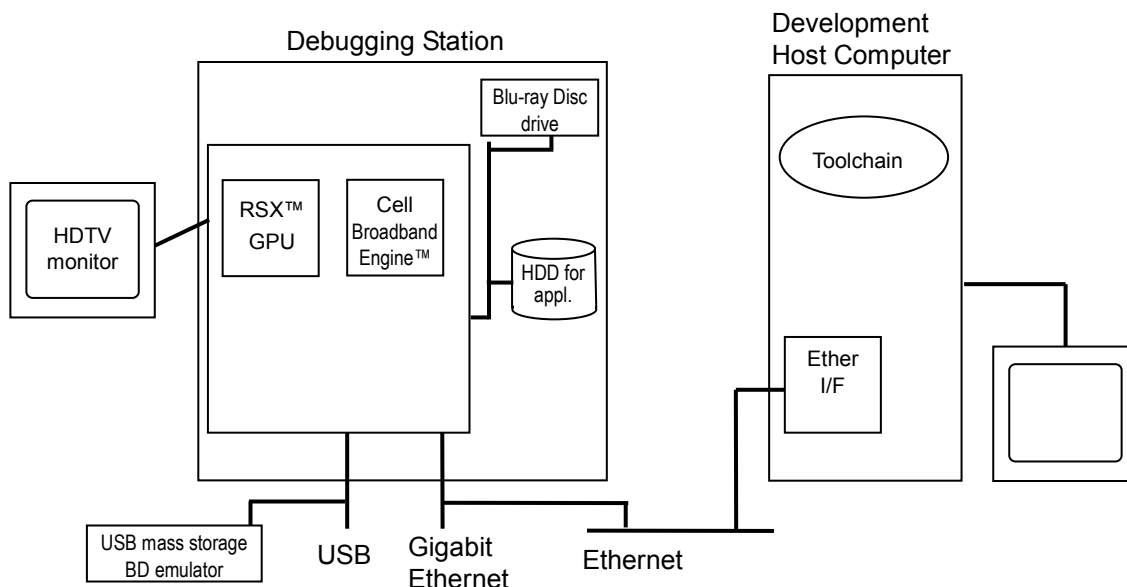 Debugging Station
Development
Host Computer
Blu-ray Disc
drive
Toolchain
RSX™
GPU
Cell
Broadband
Engine™
HDTV
monitor
HDD for
appl.
Ether
I/F
USB mass storage
BD emulator
USB
Gigabit
Ethernet
Ethernet